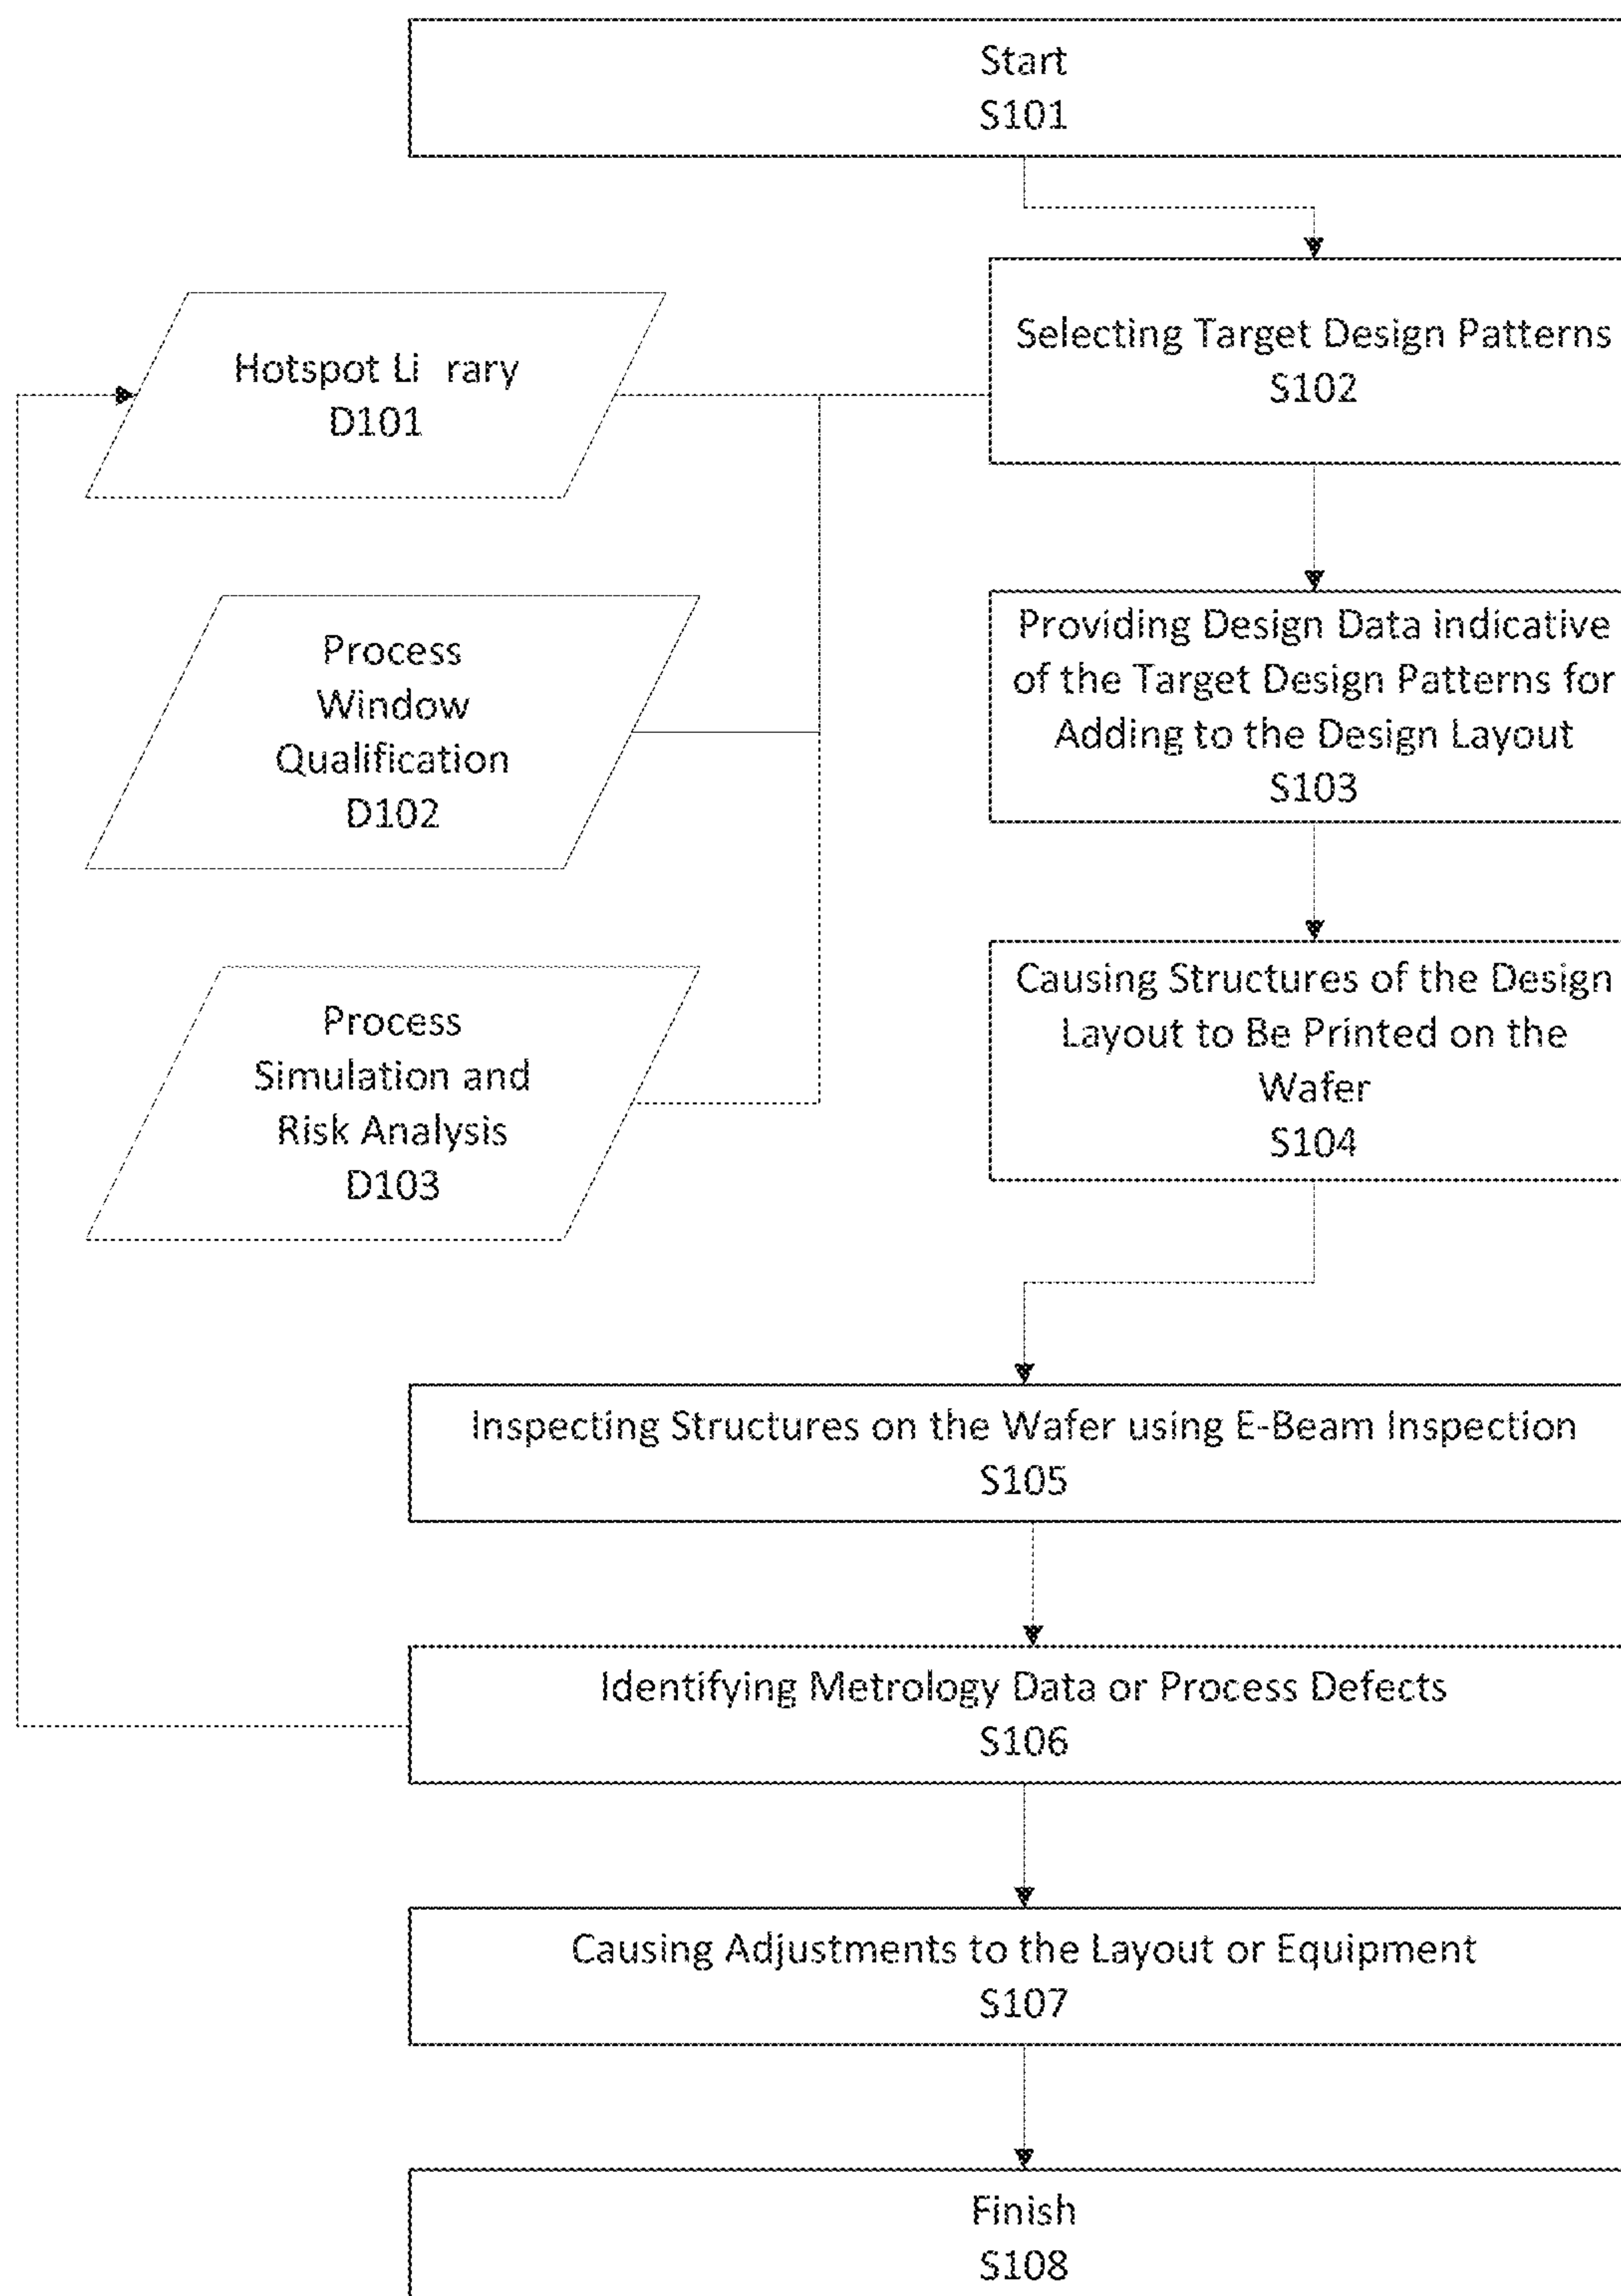 Start
S101
Selecting Target Design Patterns
S102
Hotspot Li rary
D101
Process
Window
Qualification
D102
Providing Design Data indicative
of the Target Design Patterns for
Adding to the Design Layout
S103
Process
Simulation and
Risk Analysis
D103
Causing Structures of the Design
Layout to Be Printed on the
Wafer
S104
Inspecting Structures on the Wafer using E-Beam Inspection
S105
Identifying Metrology Data or Process Defects
S106
Causing Adjustments to the Layout or Equipment
S107
Finish
S108